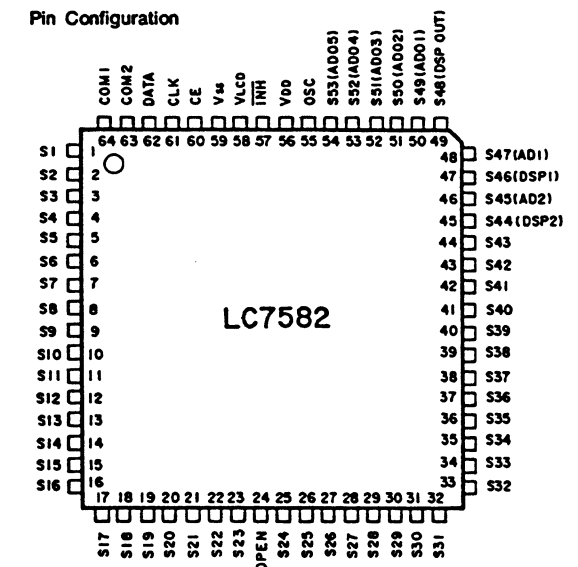 Pin Configuration
COM1
COM2
DATA
CLK
CE
Vss
VLCD
INH
VDD
OSC
S53(ADO5)
S52(ADO4)
S51(ADO3)
S50(ADO2)
S49(ADO1)
S48(DSP OUT)
64 63 62 61 60 59 58 57 56 55 54 53 52 51 50 49
S1 1
S2 2
S3 3
S4 4
S5 5
S6 6
S7 7
S8 8
S9 9
S10 10
S11 11
S12 12
S13 13
S14 14
S15 15
S16 16
LC7582
48 S47(AD1)
47 S46(DSP1)
46 S45(AD2)
45 S44(DSP2)
44 S43
43 S42
42 S41
41 S40
40 S39
39 S38
38 S37
37 S36
36 S35
35 S34
34 S33
33 S32
17 18 19 20 21 22 23 24 25 26 27 28 29 30 31 32
S17
S18
S19
S20
S21
S22
S23
OPEN
S24
S25
S26
S27
S28
S29
S30
S31